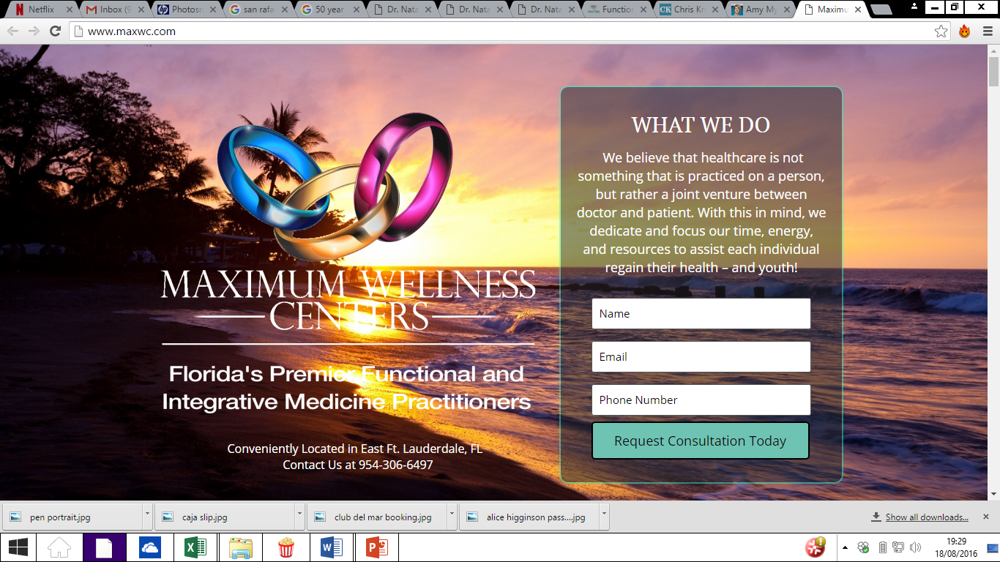 Netflix
Inbox (9
Photosm
san rafa
50 year
Dr. Nata
Dr. Nata
Dr. Nata
Function
Chris Kr
Amy My
Maximu
www.maxwc.com
MAXIMUM WELLNESS
CENTERS
Florida's Premier Functional and
Integrative Medicine Practitioners
Conveniently Located in East Ft. Lauderdale, FL
Contact Us at 954-306-6497
WHAT WE DO
We believe that healthcare is not
something that is practiced on a person,
but rather a joint venture between
doctor and patient. With this in mind, we
dedicate and focus our time, energy,
and resources to assist each individual
regain their health – and youth!
Name
Email
Phone Number
Request Consultation Today
pen portrait.jpg
caja slip.jpg
club del mar booking.jpg
alice higginson pass....jpg
Show all downloads...
19:29
18/08/2016